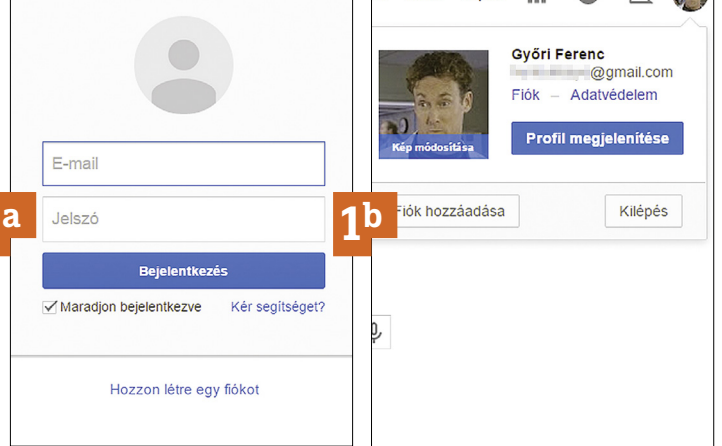 E-mail
Jelszó
Bejelentkezés
Maradjon bejelentkezve
Kér segítséget?
Hozzon létre egy fiókot
a
1b
Győri Ferenc
@gmail.com
Fiók – Adatvédelem
Profil megjelenítése
Kép módosítása
Fiók hozzáadása
Kilépés